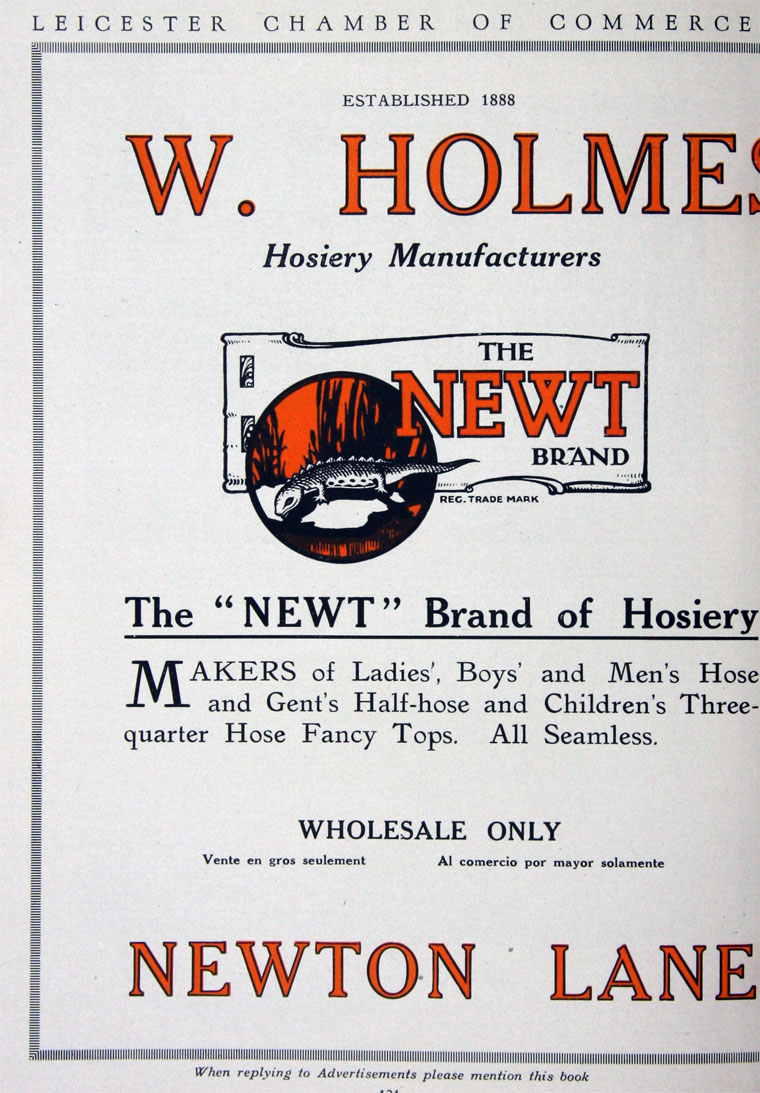 LEICESTER CHAMBER OF COMMERCE
ESTABLISHED 1888
W. HOLMES
Hosiery Manufacturers
THE
NEWT
BRAND
REG. TRADE MARK
The “NEWT” Brand of Hosiery
MAKERS of Ladies', Boys' and Men's Hose
and Gent's Half-hose and Children's Three-
quarter Hose Fancy Tops. All Seamless.
WHOLESALE ONLY
Vente en gros seulement Al comercio por mayor solamente
NEWTON LANE
When replying to Advertisements please mention this book